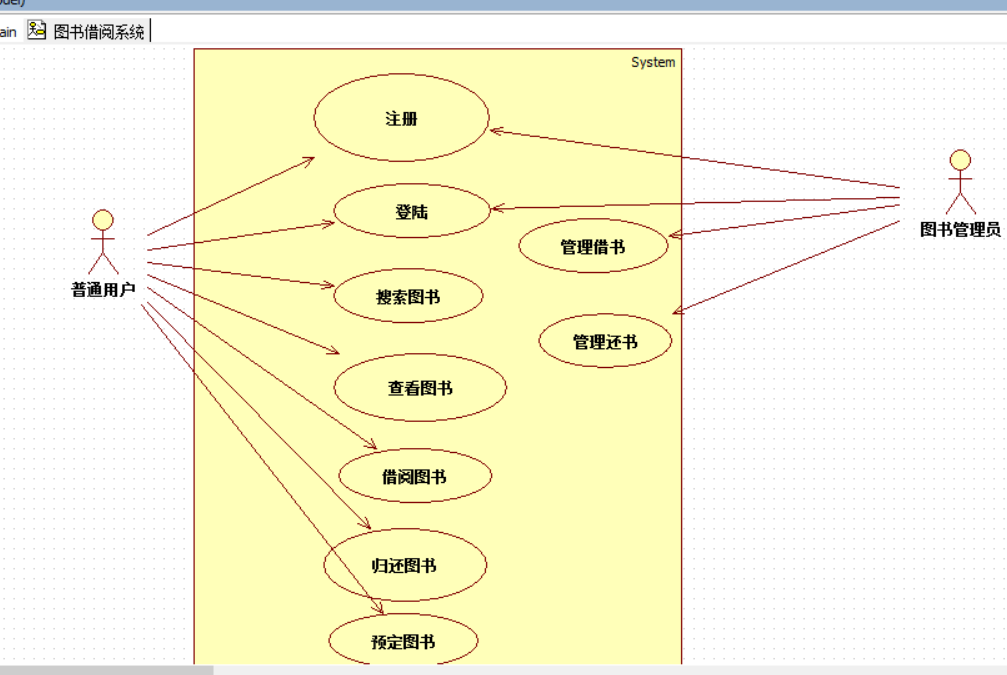 ain 图书借阅系统
System
注册
登陆
管理借书
图书管理员
普通用户
搜索图书
管理还书
查看图书
借阅图书
归还图书
预定图书